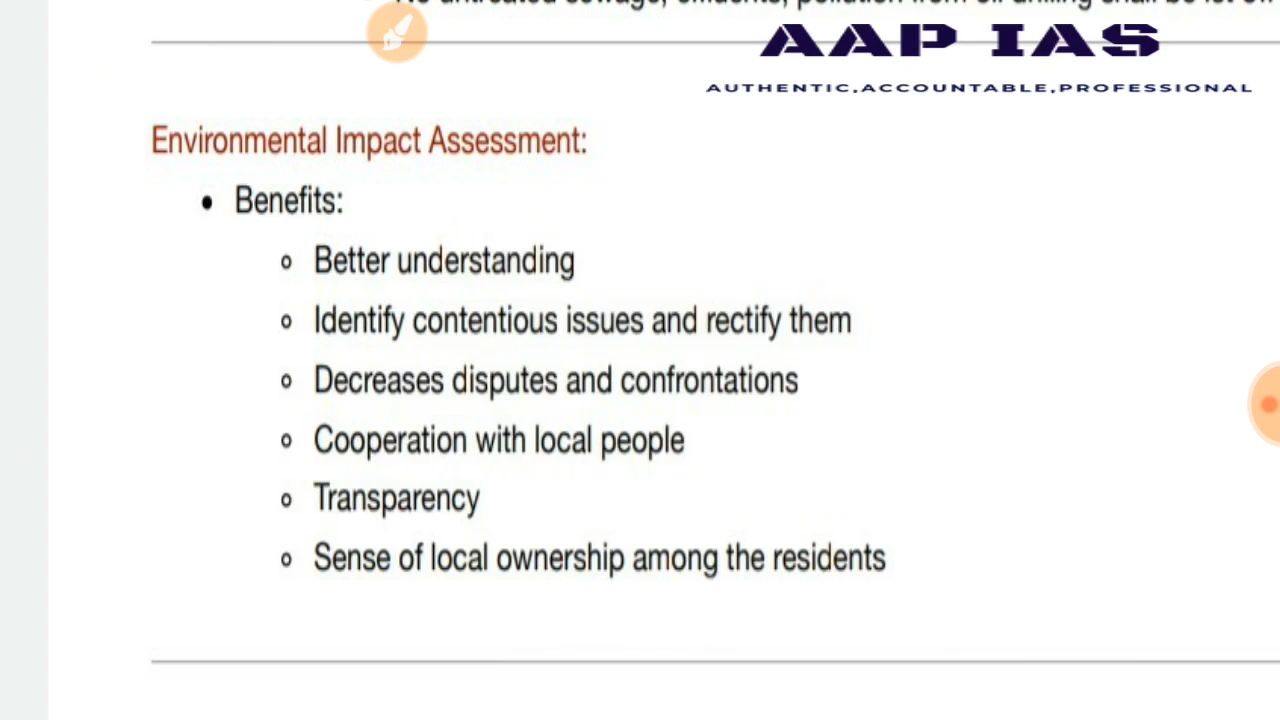 AAP IAS
AUTHENTIC,ACCOUNTABLE,PROFESSIONAL
Environmental Impact Assessment:
• Benefits:
o Better understanding
o Identify contentious issues and rectify them
o Decreases disputes and confrontations
o Cooperation with local people
o Transparency
o Sense of local ownership among the residents